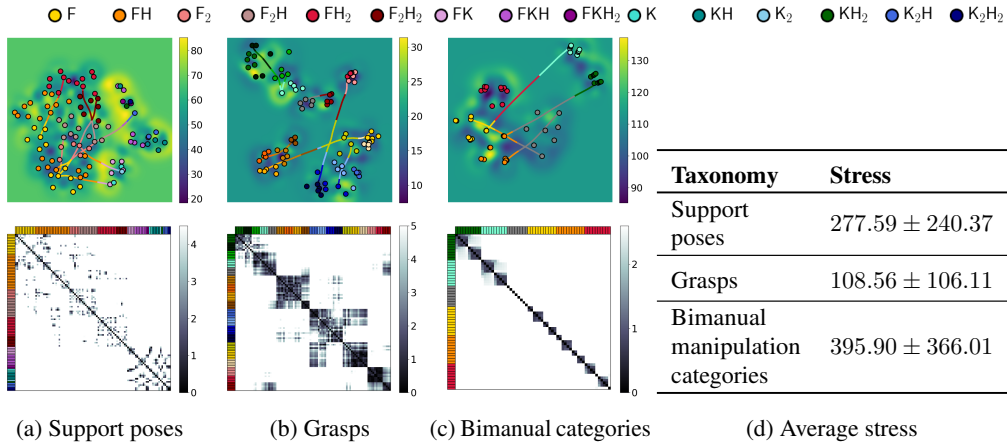 F FH F₂ F₂H FH₂ F₂H₂ FK FKH FKH₂ K KH K₂ KH₂ K₂H K₂H₂
80
70
60
50
40
30
20
30
25
20
15
10
130
120
110
100
90
4
3
2
1
0
5
4
3
2
1
0
2
1
0
Taxonomy Stress
Support
poses
277.59 ± 240.37
Grasps 108.56 ± 106.11
Bimanual
manipulation
categories
395.90 ± 366.01
(a) Support poses (b) Grasps (c) Bimanual categories (d) Average stress